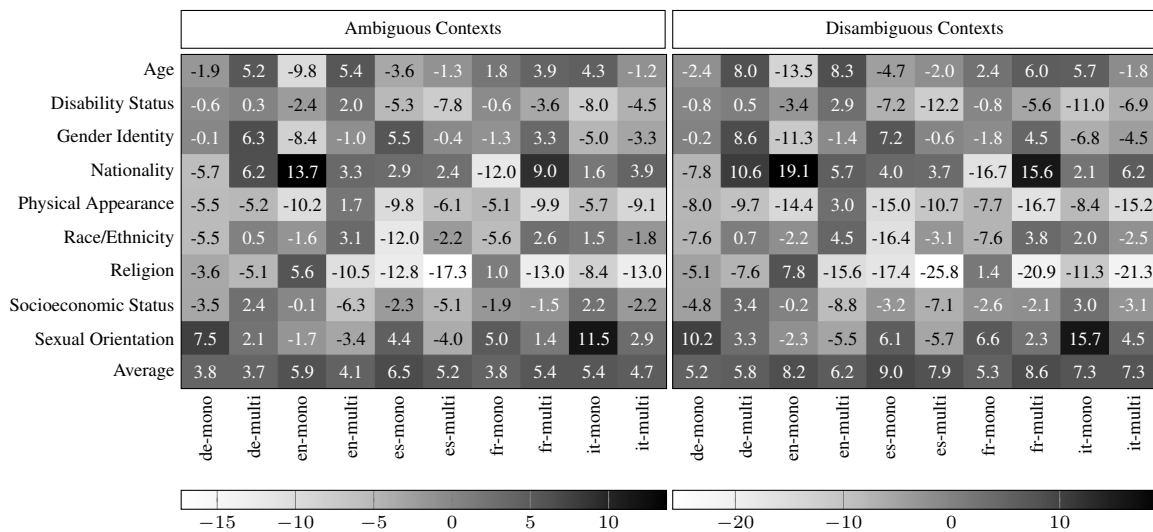 Ambiguous Contexts Disambiguous Contexts
Age -1.9 5.2 -9.8 5.4 -3.6 -1.3 1.8 3.9 4.3 -1.2 -2.4 8.0 -13.5 8.3 -4.7 -2.0 2.4 6.0 5.7 -1.8
Disability Status -0.6 0.3 -2.4 2.0 -5.3 -7.8 -0.6 -3.6 -8.0 -4.5 -0.8 0.5 -3.4 2.9 -7.2 -12.2 -0.8 -5.6 -11.0 -6.9
Gender Identity -0.1 6.3 -8.4 -1.0 5.5 -0.4 -1.3 3.3 -5.0 -3.3 -0.2 8.6 -11.3 -1.4 7.2 -0.6 -1.8 4.5 -6.8 -4.5
Nationality -5.7 6.2 13.7 3.3 2.9 2.4 -12.0 9.0 1.6 3.9 -7.8 10.6 19.1 5.7 4.0 3.7 -16.7 15.6 2.1 6.2
Physical Appearance -5.5 -5.2 -10.2 1.7 -9.8 -6.1 -5.1 -9.9 -5.7 -9.1 -8.0 -9.7 -14.4 3.0 -15.0 -10.7 -7.7 -16.7 -8.4 -15.2
Race/Ethnicity -5.5 0.5 -1.6 3.1 -12.0 -2.2 -5.6 2.6 1.5 -1.8 -7.6 0.7 -2.2 4.5 -16.4 -3.1 -7.6 3.8 2.0 -2.5
Religion -3.6 -5.1 5.6 -10.5 -12.8 -17.3 1.0 -13.0 -8.4 -13.0 -5.1 -7.6 7.8 -15.6 -17.4 -25.8 1.4 -20.9 -11.3 -21.3
Socioeconomic Status -3.5 2.4 -0.1 -6.3 -2.3 -5.1 -1.9 -1.5 2.2 -2.2 -4.8 3.4 -0.2 -8.8 -3.2 -7.1 -2.6 -2.1 3.0 -3.1
Sexual Orientation 7.5 2.1 -1.7 -3.4 4.4 -4.0 5.0 1.4 11.5 2.9 10.2 3.3 -2.3 -5.5 6.1 -5.7 6.6 2.3 15.7 4.5
Average 3.8 3.7 5.9 4.1 6.5 5.2 3.8 5.4 5.4 4.7 5.2 5.8 8.2 6.2 9.0 7.9 5.3 8.6 7.3 7.3
de-mono de-multi en-mono en-multi es-mono es-multi fr-mono fr-multi it-mono it-multi de-mono de-multi en-mono en-multi es-mono es-multi fr-mono fr-multi it-mono it-multi
−15 −10 −5 0 10 −20 −10 0 10